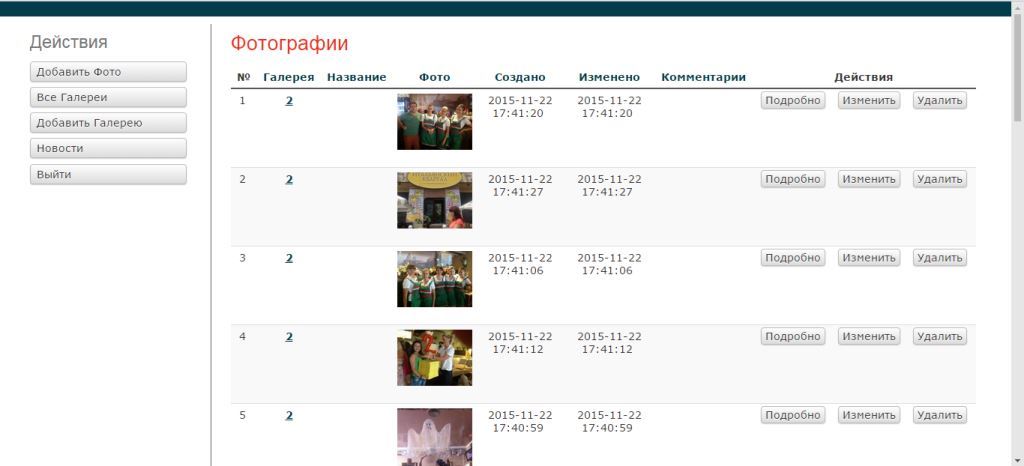 Действия
Добавить Фото
Все Галереи
Добавить Галерею
Новости
Выйти
Фотографии
№ Галерея Название Фото Создано Изменено Комментарии Действия
1 2 2015-11-22 2015-11-22 Подробно Изменить Удалить
17:41:20 17:41:20
2 2 2015-11-22 2015-11-22 Подробно Изменить Удалить
17:41:27 17:41:27
3 2 2015-11-22 2015-11-22 Подробно Изменить Удалить
17:41:06 17:41:06
4 2 2015-11-22 2015-11-22 Подробно Изменить Удалить
17:41:12 17:41:12
5 2 2015-11-22 2015-11-22 Подробно Изменить Удалить
17:40:59 17:40:59